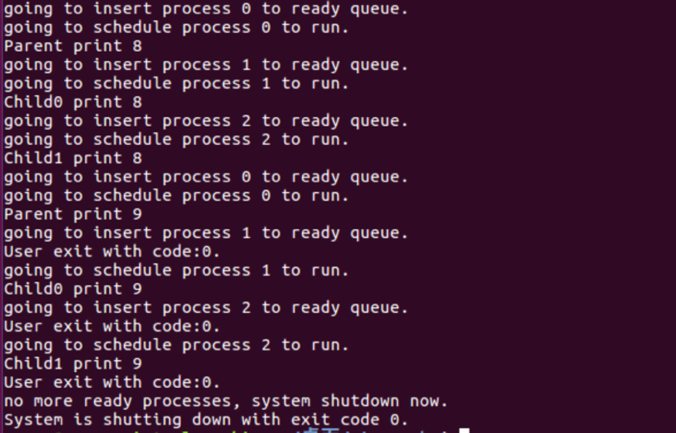 going to insert process 0 to ready queue.
going to schedule process 0 to run.
Parent print 8
going to insert process 1 to ready queue.
going to schedule process 1 to run.
Child0 print 8
going to insert process 2 to ready queue.
going to schedule process 2 to run.
Child1 print 8
going to insert process 0 to ready queue.
going to schedule process 0 to run.
Parent print 9
going to insert process 1 to ready queue.
User exit with code:0.
going to schedule process 1 to run.
Child0 print 9
going to insert process 2 to ready queue.
User exit with code:0.
going to schedule process 2 to run.
Child1 print 9
User exit with code:0.
no more ready processes, system shutdown now.
System is shutting down with exit code 0.